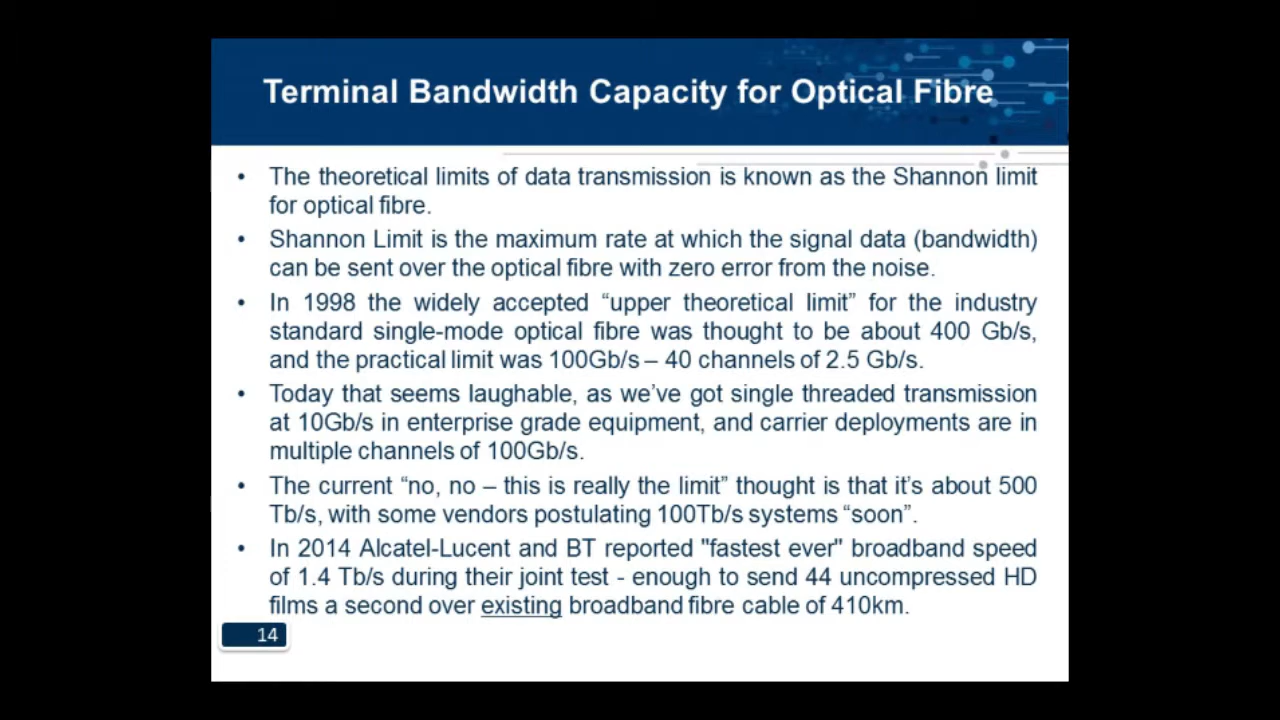 Terminal Bandwidth Capacity for Optical Fibre
• The theoretical limits of data transmission is known as the Shannon limit
for optical fibre.
• Shannon Limit is the maximum rate at which the signal data (bandwidth)
can be sent over the optical fibre with zero error from the noise.
• In 1998 the widely accepted “upper theoretical limit” for the industry
standard single-mode optical fibre was thought to be about 400 Gb/s,
and the practical limit was 100Gb/s – 40 channels of 2.5 Gb/s.
• Today that seems laughable, as we’ve got single threaded transmission
at 10Gb/s in enterprise grade equipment, and carrier deployments are in
multiple channels of 100Gb/s.
• The current “no, no – this is really the limit” thought is that it’s about 500
Tb/s, with some vendors postulating 100Tb/s systems “soon”.
• In 2014 Alcatel-Lucent and BT reported "fastest ever" broadband speed
of 1.4 Tb/s during their joint test - enough to send 44 uncompressed HD
films a second over existing broadband fibre cable of 410km.
14